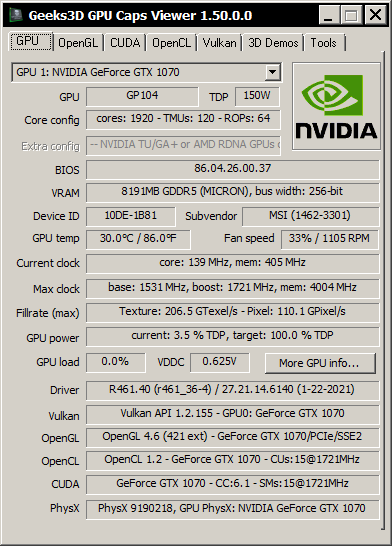 Geeks3D GPU Caps Viewer 1.50.0.0
GPU OpenGL CUDA OpenCL Vulkan 3D Demos Tools
GPU 1: NVIDIA GeForce GTX 1070
GPU GP104 TDP 150W
Core config cores: 1920 - TMUs: 120 - ROPs: 64
NVIDIA
Extra config -- NVIDIA TU/GA+ or AMD RDNA GPUs
BIOS 86.04.26.00.37
VRAM 8191MB GDDR5 (MICRON), bus width: 256-bit
Device ID 10DE-1B81 Subvendor MSI (1462-3301)
GPU temp 30.0°C / 86.0°F Fan speed 33% / 1105 RPM
Current clock core: 139 MHz, mem: 405 MHz
Max clock base: 1531 MHz, boost: 1721 MHz, mem: 4004 MHz
Fillrate (max) Texture: 206.5 GTexel/s - Pixel: 110.1 GPixel/s
GPU power current: 3.5 % TDP, target: 100.0 % TDP
GPU load 0.0% VDDC 0.625V More GPU info...
Driver R461.40 (r461_36-4) / 27.21.14.6140 (1-22-2021)
Vulkan Vulkan API 1.2.155 - GPU0: GeForce GTX 1070
OpenGL OpenGL 4.6 (421 ext) - GeForce GTX 1070/PCIe/SSE2
OpenCL OpenCL 1.2 - GeForce GTX 1070 - CUs:15@1721MHz
CUDA GeForce GTX 1070 - CC:6.1 - SMs:15@1721MHz
PhysX PhysX 9190218, GPU PhysX: NVIDIA GeForce GTX 1070